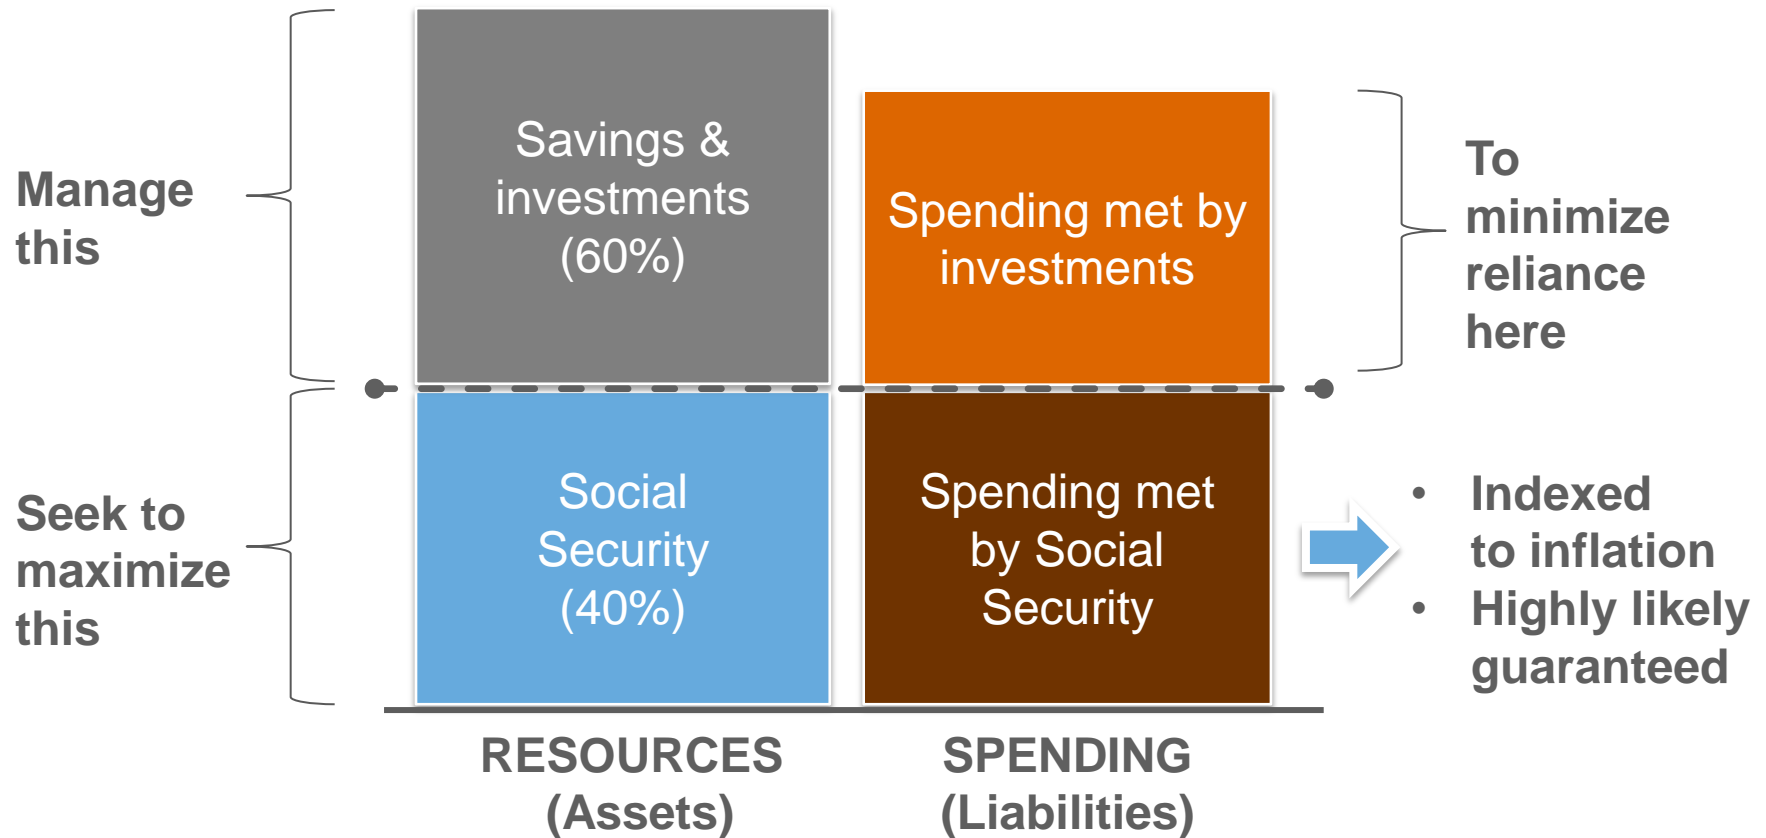 Manage
this
Savings &
investments
(60%)
Spending met by
investments
To
minimize
reliance
here
Seek to
maximize
this
Social
Security
(40%)
Spending met
by Social
Security
• Indexed
to inflation
• Highly likely
guaranteed
RESOURCES
(Assets)
SPENDING
(Liabilities)